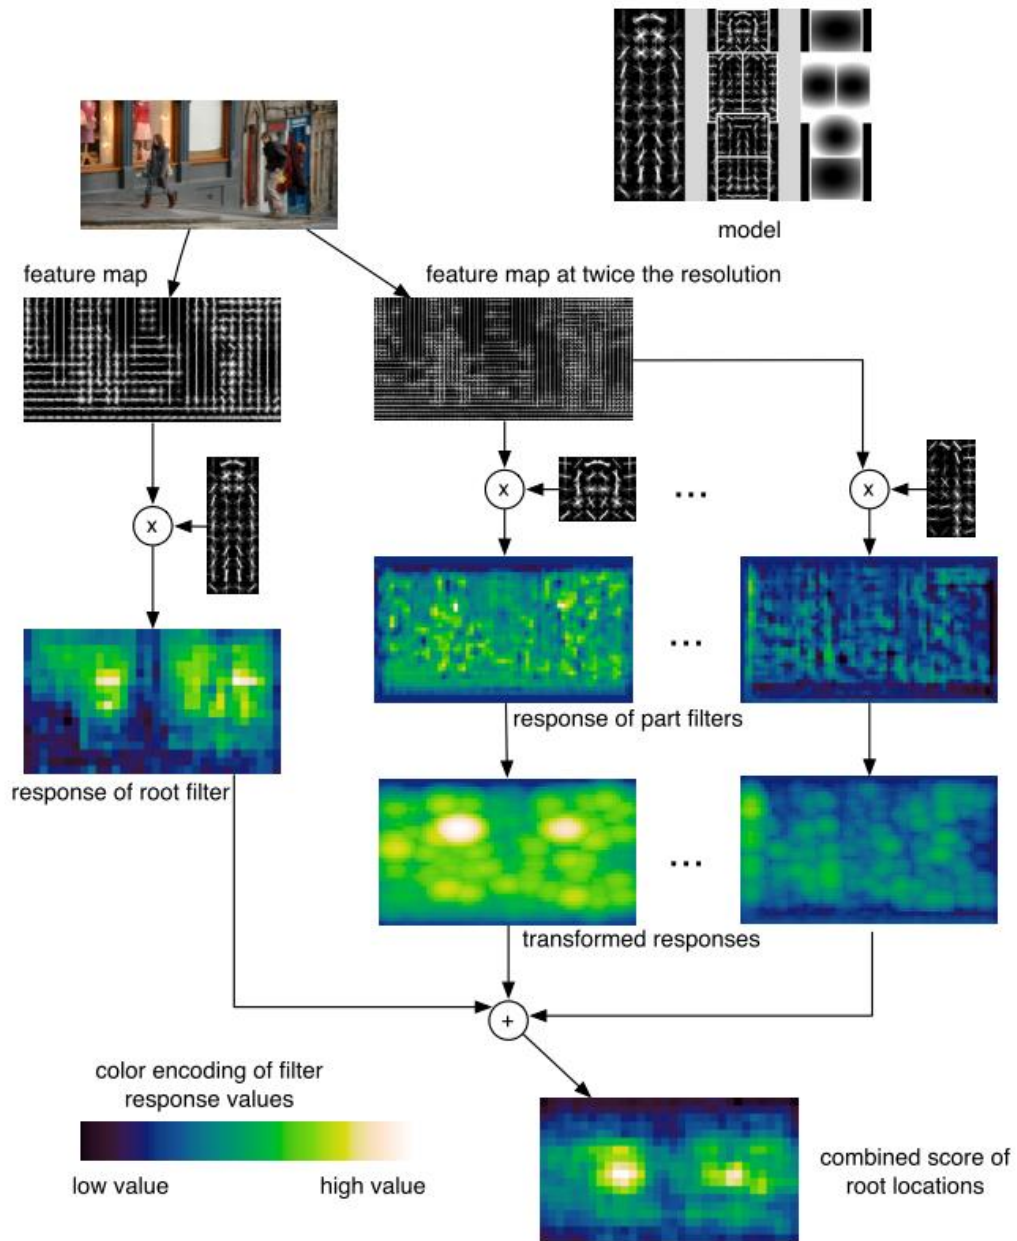 model
feature map
feature map at twice the resolution
x
x
...
x
...
response of part filters
response of root filter
...
transformed responses
+
color encoding of filter
response values
low value
high value
combined score of
root locations